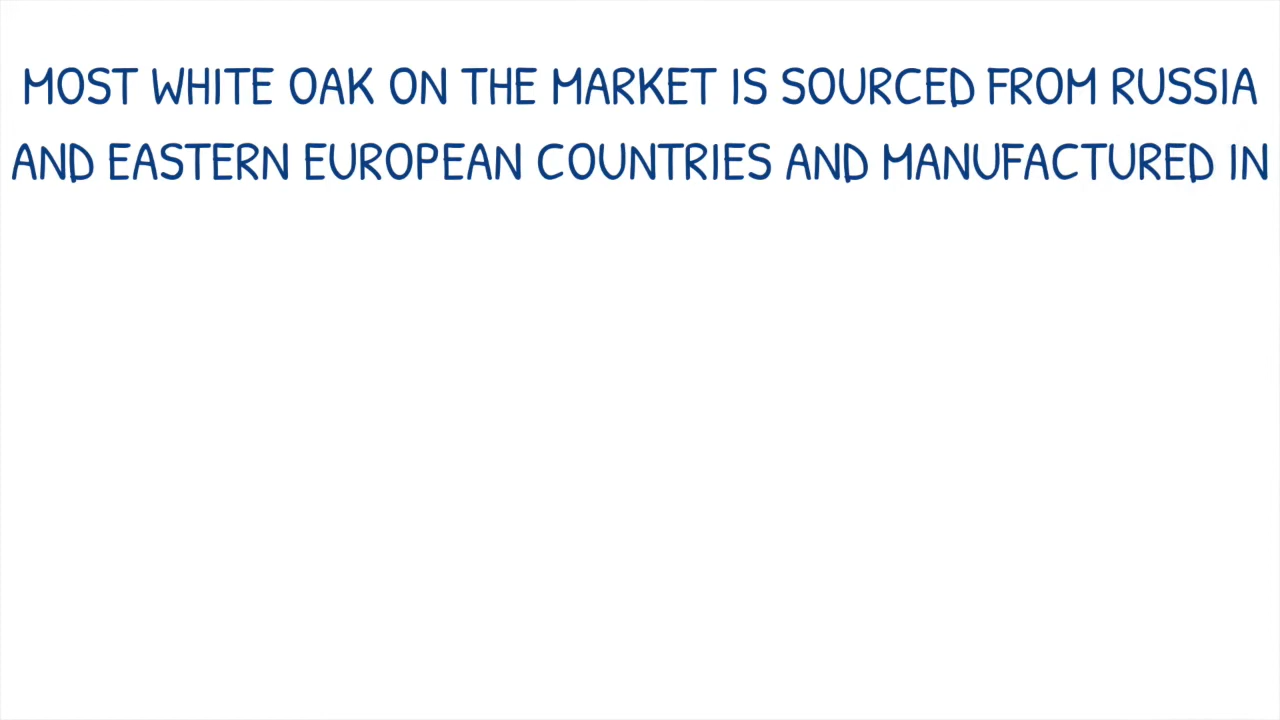 MOST WHITE OAK ON THE MARKET IS SOURCED FROM RUSSIA
AND EASTERN EUROPEAN COUNTRIES AND MANUFACTURED IN